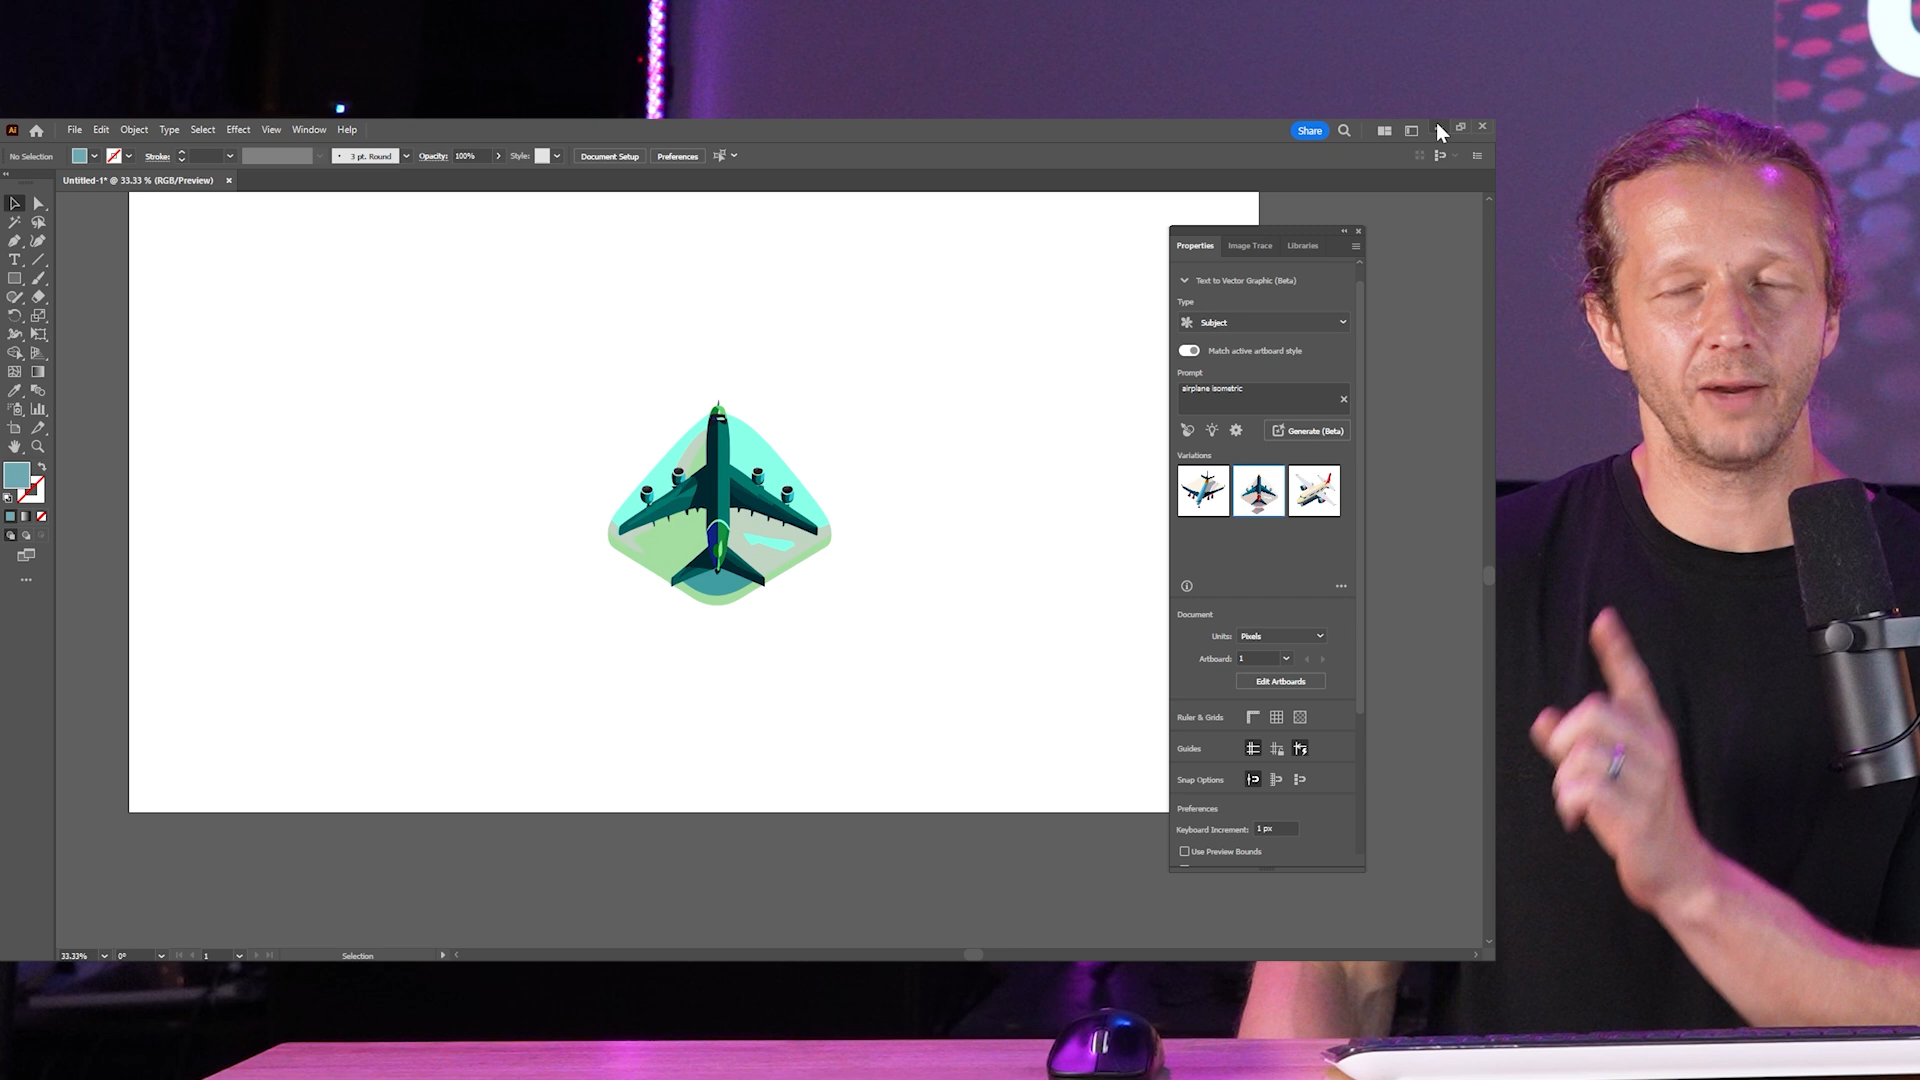 Ai File Edit Object Type Select Effect View Window Help Share
No Selection Stroke: 3 pt. Round Opacity: 100% Style: Document Setup Preferences
Untitled-1* @ 33.33 % (RGB/Preview)
Properties Image Trace Libraries
Text to Vector Graphic (Beta)
Type
Subject
Match active artboard style
Prompt
airplane isometric
Generate (Beta)
Variations
Document
Units: Pixels
Artboard: 1
Edit Artboards
Ruler & Grids
Guides
Snap Options
Preferences
Keyboard Increment: 1 px
Use Preview Bounds
33.33% 0° 1 Selection